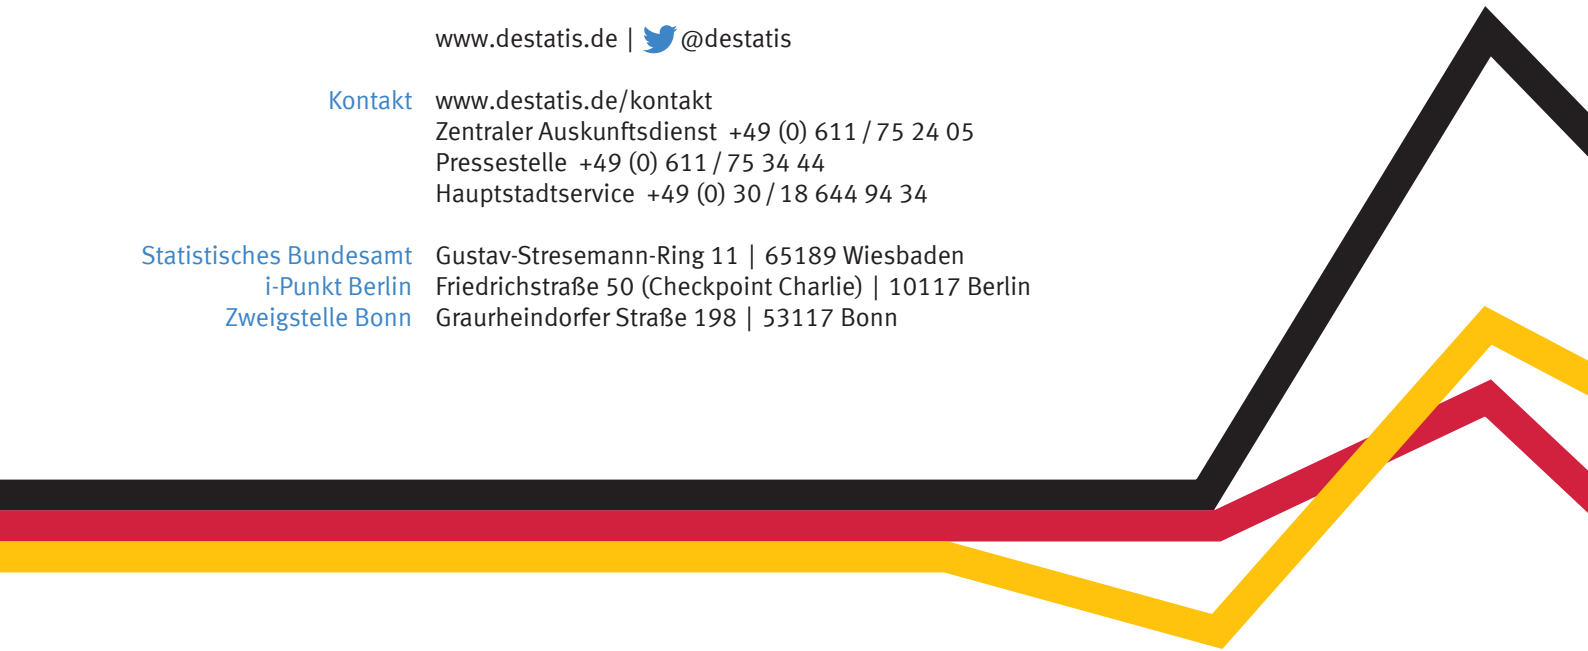 www.destatis.de | @destatis
Kontakt www.destatis.de/kontakt
Zentraler Auskunftsdienst +49 (0) 611 / 75 24 05
Pressestelle +49 (0) 611 / 75 34 44
Hauptstadtservice +49 (0) 30 / 18 644 94 34
Statistisches Bundesamt Gustav-Stresemann-Ring 11 | 65189 Wiesbaden
i-Punkt Berlin Friedrichstraße 50 (Checkpoint Charlie) | 10117 Berlin
Zweigstelle Bonn Graurheindorfer Straße 198 | 53117 Bonn